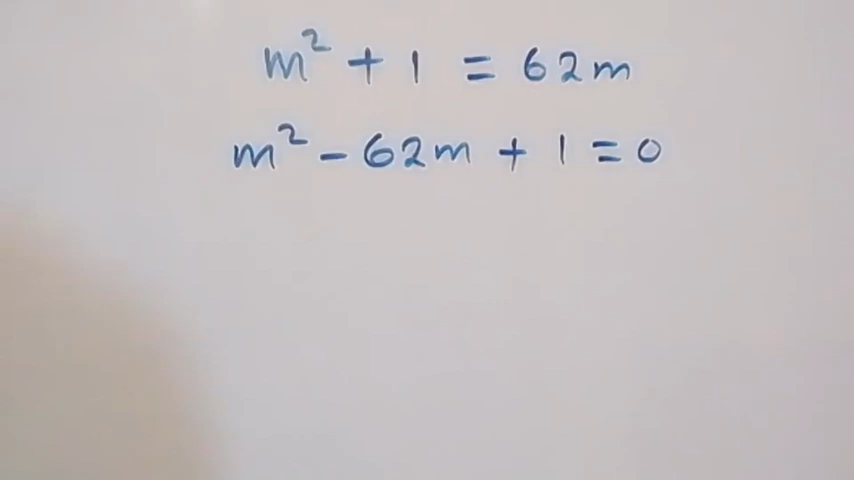 m² + 1 = 62m
m² - 62m + 1 = 0